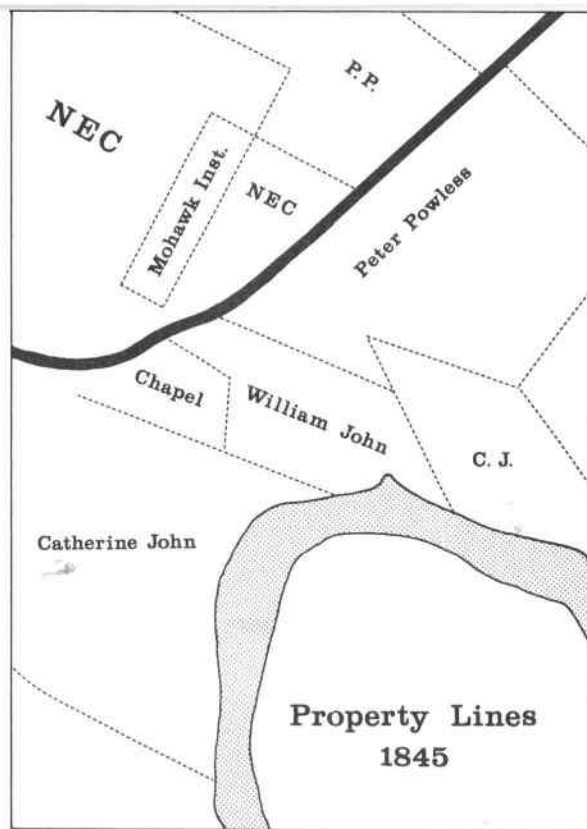 P.P.
NEC
Mohawk Inst.
NEC
Peter Powless
Chapel
William John
C. J.
Catherine John
Property Lines
1845